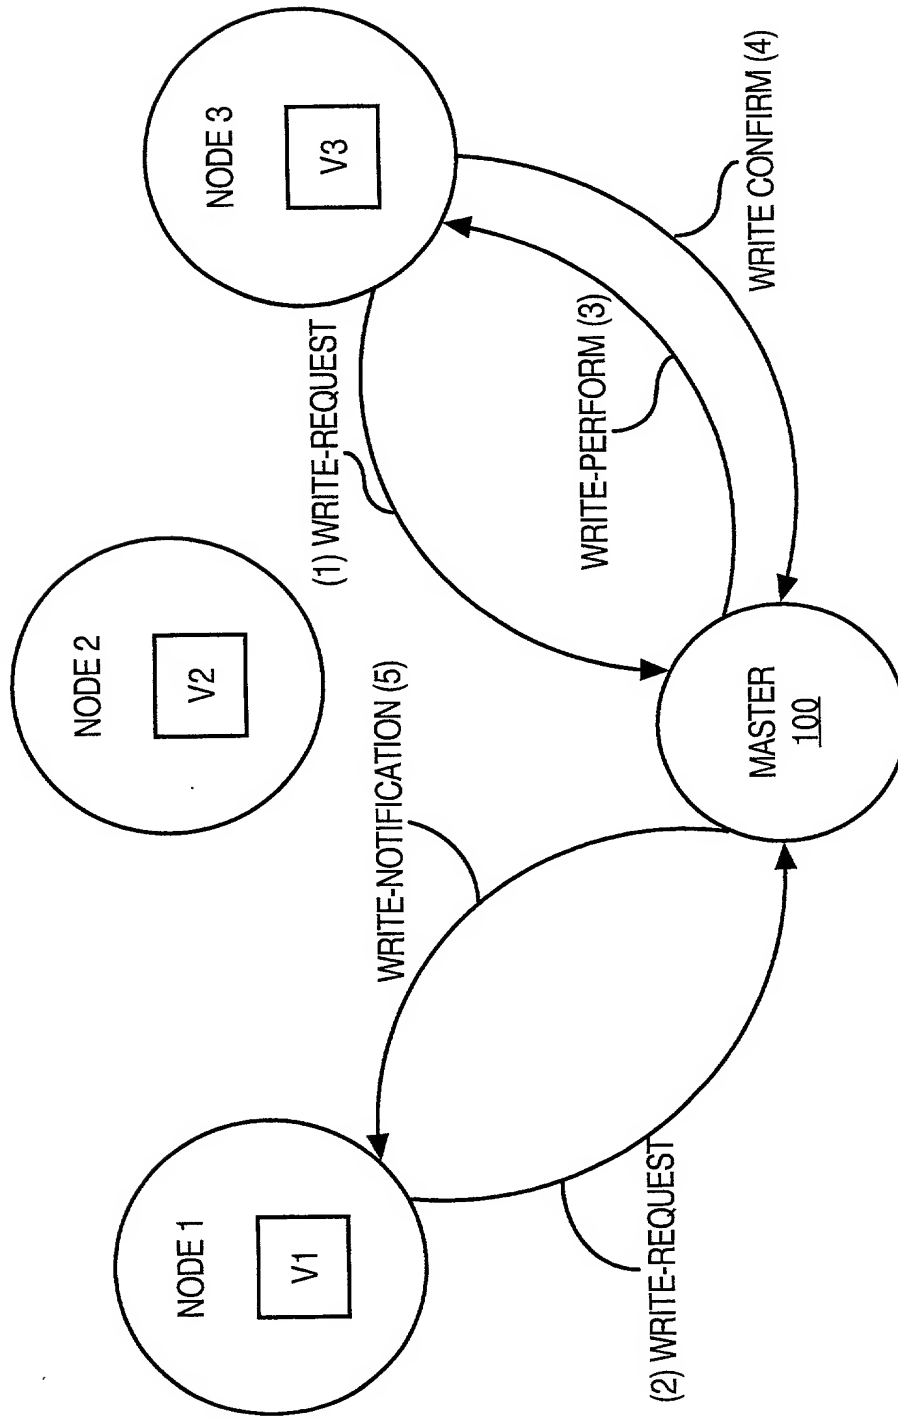 NODE 2
V2
NODE 1
V1
NODE 3
V3
(1) WRITE-REQUEST
WRITE-NOTIFICATION (5)
WRITE-PERFORM (3)
(2) WRITE-REQUEST
MASTER
100
WRITE CONFIRM (4)